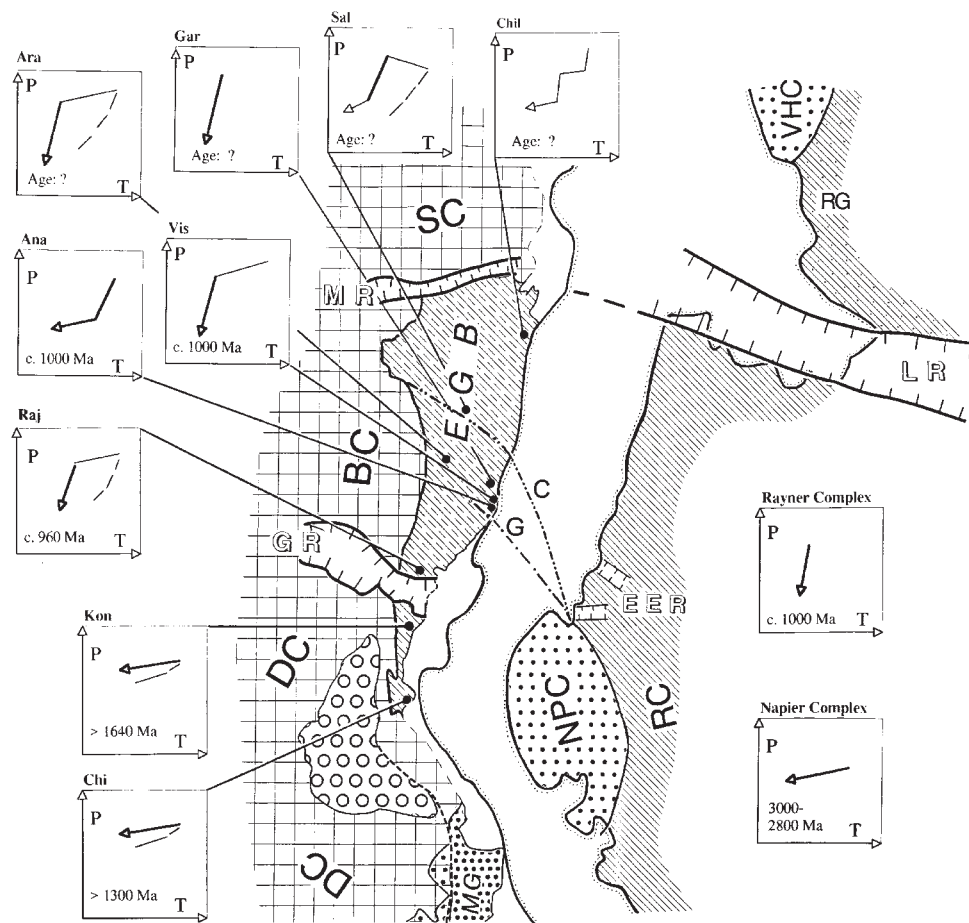 Ara
P
Age: ?
T
Gar
P
Age: ?
T
Sal
P
Age: ?
T
Chil
P
Age: ?
T
Ana
P
c. 1000 Ma
T
Vis
P
c. 1000 Ma
T
Raj
P
c. 960 Ma
T
Kon
P
> 1640 Ma
T
Chi
P
> 1300 Ma
T
SC
M R
E G B
BC
G R
DC
DC
MG
C
G
E E R
NPC
RC
VHC
RG
L R
Rayner Complex
P
c. 1000 Ma
T
Napier Complex
P
3000-
2800 Ma
T